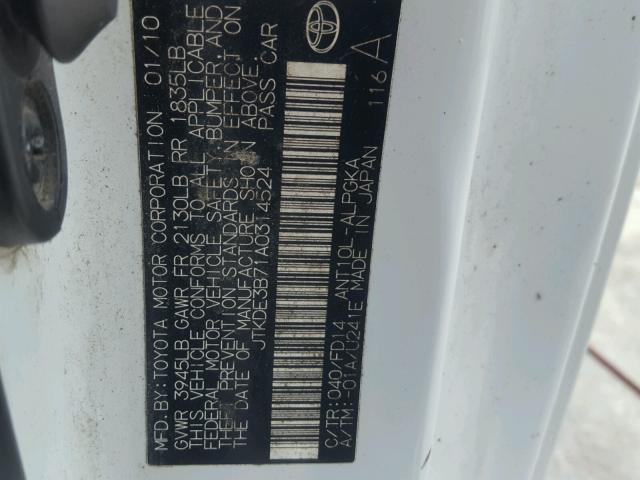 MFD. BY: TOYOTA MOTOR CORPORATION 01/10
GVWR 3945LB GAWR FR 2130LB RR 1835LB
THIS VEHICLE CONFORMS TO ALL APPLICABLE
FEDERAL MOTOR VEHICLE SAFETY, BUMPER, AND
THEFT PREVENTION STANDARDS IN EFFECT ON
THE DATE OF MANUFACTURE SHOWN ABOVE.
JTKDE3B71A0314524 PASS CAR
C/TR:040/FD14 ANT10L-ALPGKA
A/TM:-01A/U241E MADE IN JAPAN
116A